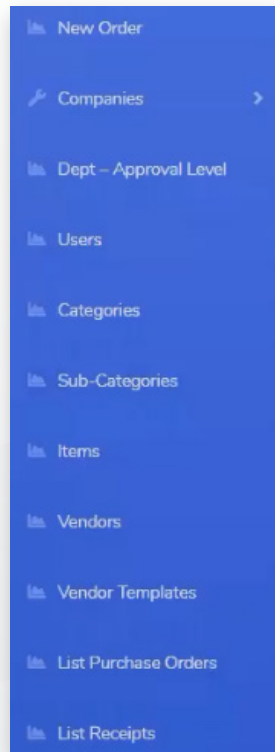 New Order
Companies
Dept – Approval Level
Users
Categories
Sub-Categories
Items
Vendors
Vendor Templates
List Purchase Orders
List Receipts